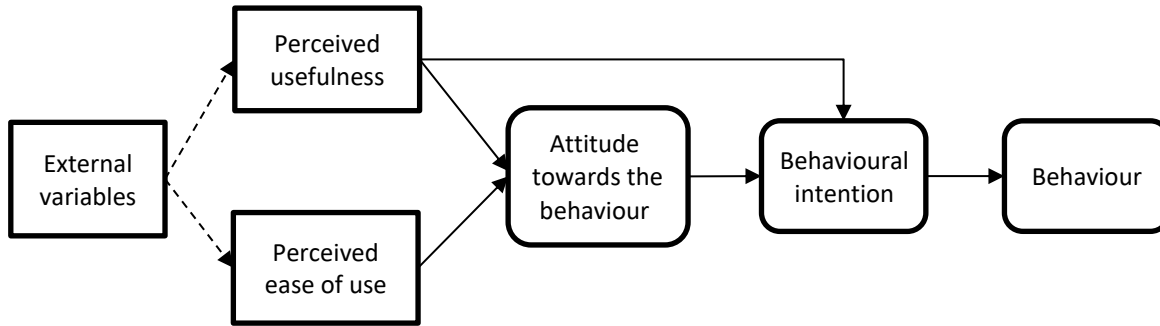 Perceived
usefulness
External
variables
Perceived
ease of use
Attitude
towards the
behaviour
Behavioural
intention
Behaviour